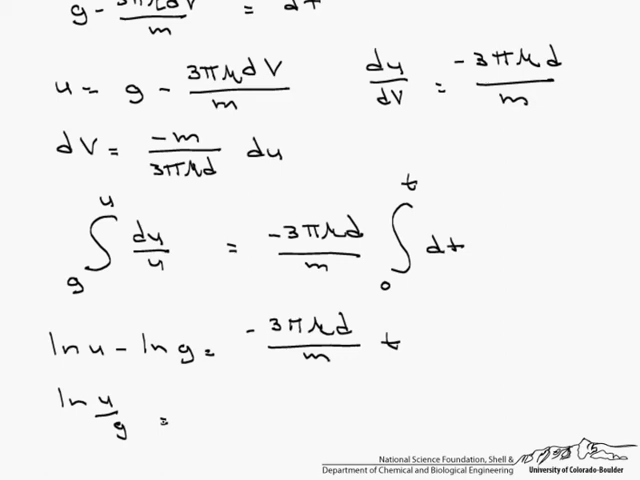 g - 3πμdV / m = dt
u = g - 3πμdV / m    du/dV = -3πμd / m
dV = -m / 3πμd du
∫_g^u du/u = -3πμd / m ∫_0^t dt
ln u - ln g = -3πμd / m t
ln u/g =
National Science Foundation, Shell &
Department of Chemical and Biological Engineering
University of Colorado-Boulder